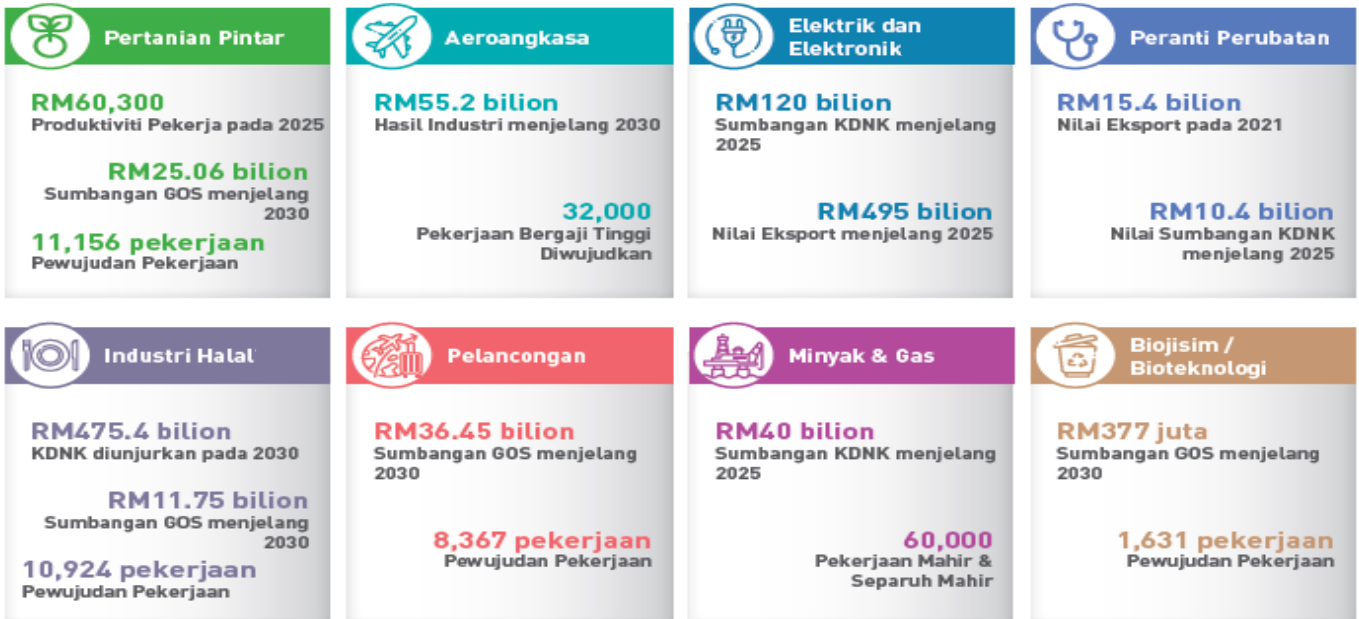 Pertanian Pintar
RM60,300
Produktiviti Pekerja pada 2025
RM25.06 bilion
Sumbangan GOS menjelang
2030
11,156 pekerjaan
Pewujudan Pekerjaan
Aeroangkasa
RM55.2 bilion
Hasil Industri menjelang 2030
32,000
Pekerjaan Bergaji Tinggi
Diwujudkan
Elektrik dan
Elektronik
RM120 bilion
Sumbangan KDNK menjelang
2025
RM495 bilion
Nilai Eksport menjelang 2025
Peranti Perubatan
RM15.4 bilion
Nilai Eksport pada 2021
RM10.4 bilion
Nilai Sumbangan KDNK
menjelang 2025
Industri Halal
RM475.4 bilion
KDNK diunjurkan pada 2030
RM11.75 bilion
Sumbangan GOS menjelang
2030
10,924 pekerjaan
Pewujudan Pekerjaan
Pelancongan
RM36.45 bilion
Sumbangan GOS menjelang
2030
8,367 pekerjaan
Pewujudan Pekerjaan
Minyak & Gas
RM40 bilion
Sumbangan KDNK menjelang
2025
60,000
Pekerjaan Mahir &
Separuh Mahir
Biojisim /
Bioteknologi
RM377 juta
Sumbangan GOS menjelang
2030
1,631 pekerjaan
Pewujudan Pekerjaan